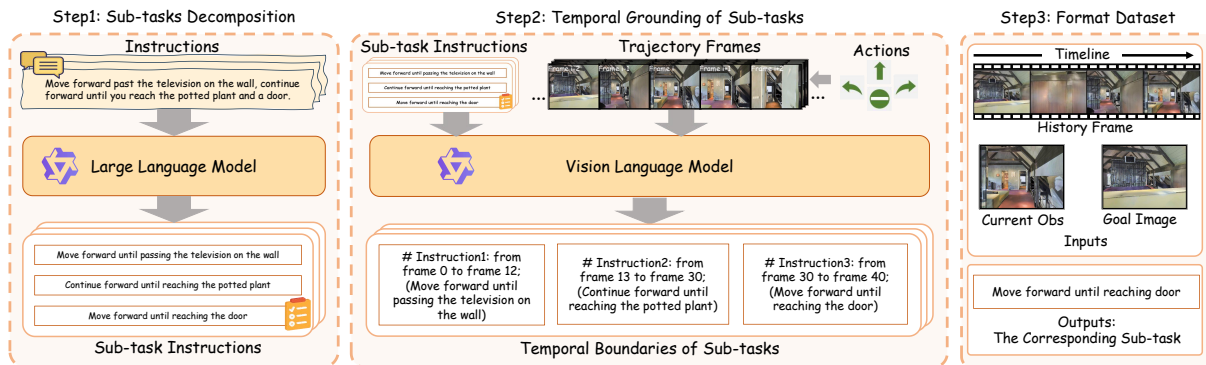 Step1: Sub-tasks Decomposition
Instructions
Move forward past the television on the wall, continue
forward until you reach the potted plant and a door.
Large Language Model
Move forward until passing the television on the wall
Continue forward until reaching the potted plant
Move forward until reaching the door
Sub-task Instructions
Step2: Temporal Grounding of Sub-tasks
Sub-task Instructions
Move forward until passing the television on the wall
Continue forward until reaching the potted plant
Move forward until reaching the door
Trajectory Frames
...
...
Actions
Vision Language Model
# Instruction1: from
frame 0 to frame 12;
(Move forward until
passing the television on
the wall)
# Instruction2: from
frame 13 to frame 30;
(Continue forward until
reaching the potted plant)
# Instruction3: from
frame 30 to frame 40;
(Move forward until
reaching the door)
Temporal Boundaries of Sub-tasks
Step3: Format Dataset
Timeline
History Frame
Current Obs
Goal Image
Inputs
Move forward until reaching door
Outputs:
The Corresponding Sub-task